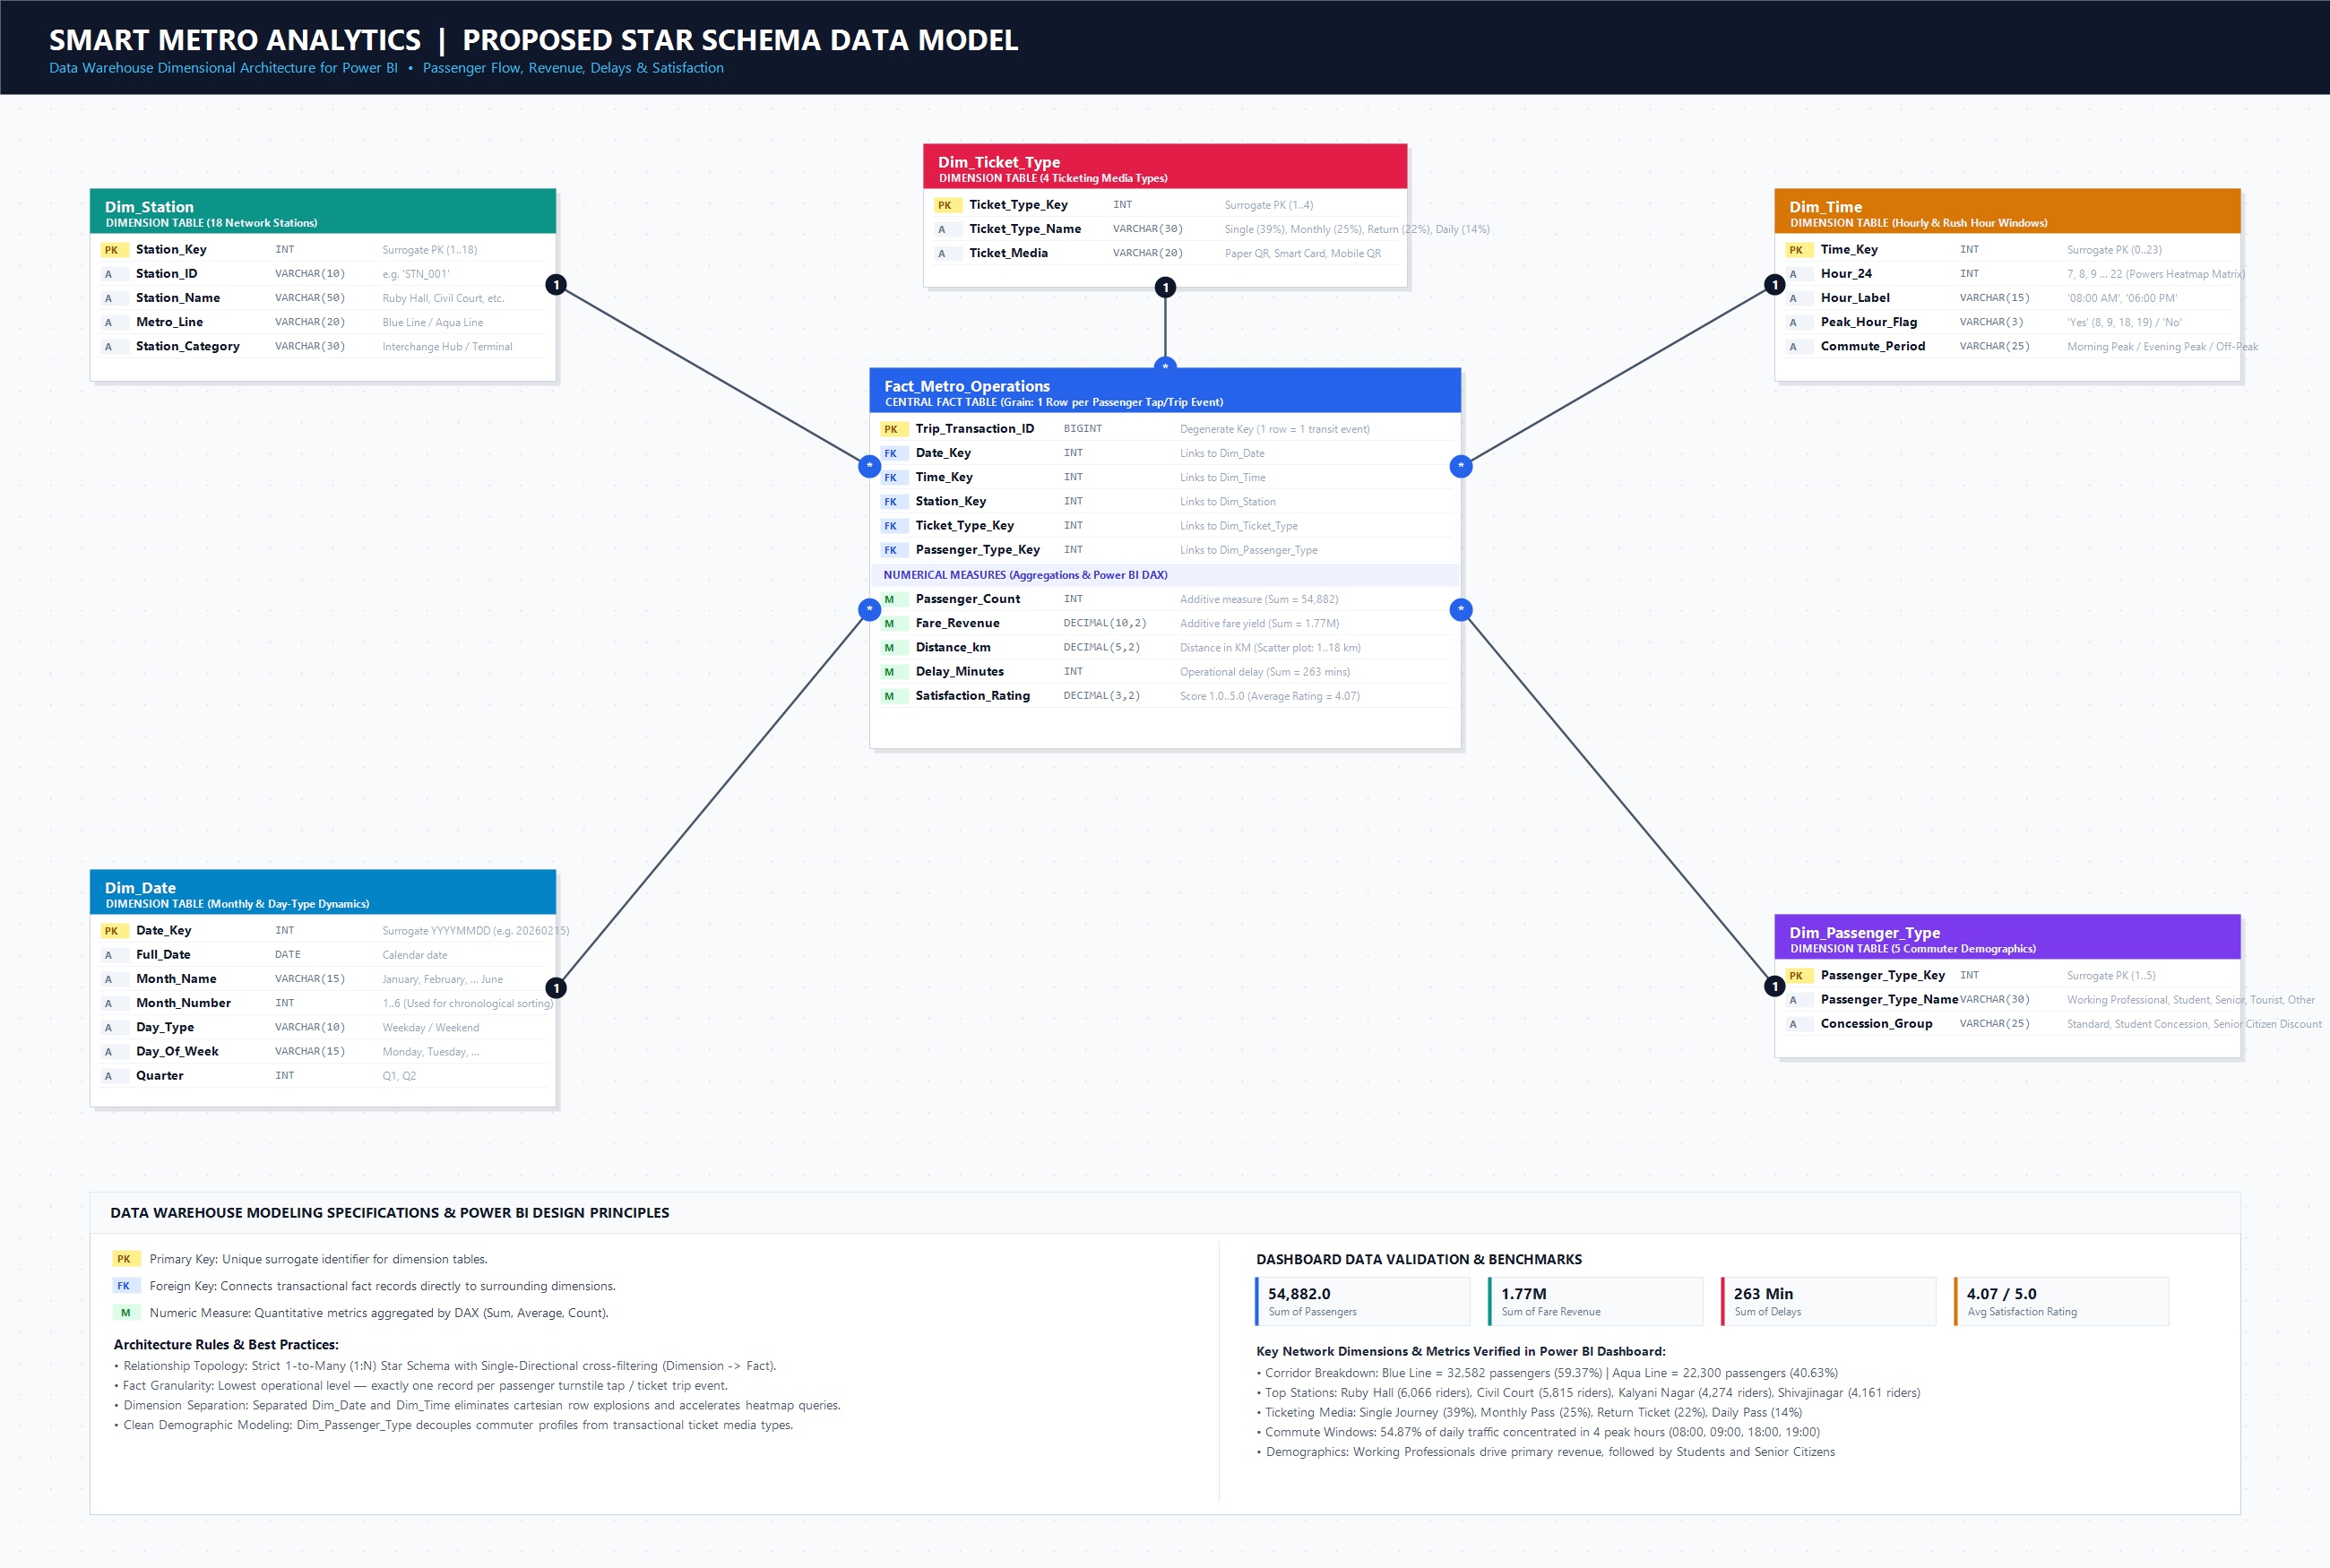 SMART METRO ANALYTICS | PROPOSED STAR SCHEMA DATA MODEL
Data Warehouse Dimensional Architecture for Power BI • Passenger Flow, Revenue, Delays & Satisfaction
Dim_Ticket_Type
DIMENSION TABLE (4 Ticketing Media Types)
PK Ticket_Type_Key INT Surrogate PK (1..4)
A Ticket_Type_Name VARCHAR(30) Single (39%), Monthly (25%), Return (22%), Daily (14%)
A Ticket_Media VARCHAR(20) Paper QR, Smart Card, Mobile QR
1
*
Dim_Station
DIMENSION TABLE (18 Network Stations)
PK Station_Key INT Surrogate PK (1..18)
A Station_ID VARCHAR(10) e.g. 'STN_001'
A Station_Name VARCHAR(50) Ruby Hall, Civil Court, etc.
A Metro_Line VARCHAR(20) Blue Line / Aqua Line
A Station_Category VARCHAR(30) Interchange Hub / Terminal
1
*
Dim_Time
DIMENSION TABLE (Hourly & Rush Hour Windows)
PK Time_Key INT Surrogate PK (0..23)
A Hour_24 INT 7, 8, 9 ... 22 (Powers Heatmap Matrix)
A Hour_Label VARCHAR(15) '08:00 AM', '06:00 PM'
A Peak_Hour_Flag VARCHAR(3) 'Yes' (8, 9, 18, 19) / 'No'
A Commute_Period VARCHAR(25) Morning Peak / Evening Peak / Off-Peak
1
*
Fact_Metro_Operations
CENTRAL FACT TABLE (Grain: 1 Row per Passenger Tap/Trip Event)
PK Trip_Transaction_ID BIGINT Degenerate Key (1 row = 1 transit event)
FK Date_Key INT Links to Dim_Date
FK Time_Key INT Links to Dim_Time
FK Station_Key INT Links to Dim_Station
FK Ticket_Type_Key INT Links to Dim_Ticket_Type
FK Passenger_Type_Key INT Links to Dim_Passenger_Type
NUMERICAL MEASURES (Aggregations & Power BI DAX)
M Passenger_Count INT Additive measure (Sum = 54,882)
M Fare_Revenue DECIMAL(10,2) Additive fare yield (Sum = 1.77M)
M Distance_km DECIMAL(5,2) Distance in KM (Scatter plot: 1..18 km)
M Delay_Minutes INT Operational delay (Sum = 263 mins)
M Satisfaction_Rating DECIMAL(3,2) Score 1.0..5.0 (Average Rating = 4.07)
*
*
Dim_Date
DIMENSION TABLE (Monthly & Day-Type Dynamics)
PK Date_Key INT Surrogate YYYYMMDD (e.g. 20260215)
A Full_Date DATE Calendar date
A Month_Name VARCHAR(15) January, February, ... June
A Month_Number INT 1..6 (Used for chronological sorting)
A Day_Type VARCHAR(10) Weekday / Weekend
A Day_Of_Week VARCHAR(15) Monday, Tuesday, ...
A Quarter INT Q1, Q2
1
Dim_Passenger_Type
DIMENSION TABLE (5 Commuter Demographics)
PK Passenger_Type_Key INT Surrogate PK (1..5)
A Passenger_Type_Name VARCHAR(30) Working Professional, Student, Senior, Tourist, Other
A Concession_Group VARCHAR(25) Standard, Student Concession, Senior Citizen Discount
1
DATA WAREHOUSE MODELING SPECIFICATIONS & POWER BI DESIGN PRINCIPLES
PK Primary Key: Unique surrogate identifier for dimension tables.
FK Foreign Key: Connects transactional fact records directly to surrounding dimensions.
M Numeric Measure: Quantitative metrics aggregated by DAX (Sum, Average, Count).
Architecture Rules & Best Practices:
• Relationship Topology: Strict 1-to-Many (1:N) Star Schema with Single-Directional cross-filtering (Dimension -> Fact).
• Fact Granularity: Lowest operational level — exactly one record per passenger turnstile tap / ticket trip event.
• Dimension Separation: Separated Dim_Date and Dim_Time eliminates cartesian row explosions and accelerates heatmap queries.
• Clean Demographic Modeling: Dim_Passenger_Type decouples commuter profiles from transactional ticket media types.
DASHBOARD DATA VALIDATION & BENCHMARKS
54,882.0
Sum of Passengers
1.77M
Sum of Fare Revenue
263 Min
Sum of Delays
4.07 / 5.0
Avg Satisfaction Rating
Key Network Dimensions & Metrics Verified in Power BI Dashboard:
• Corridor Breakdown: Blue Line = 32,582 passengers (59.37%) | Aqua Line = 22,300 passengers (40.63%)
• Top Stations: Ruby Hall (6,066 riders), Civil Court (5,815 riders), Kalyani Nagar (4,274 riders), Shivajinagar (4,161 riders)
• Ticketing Media: Single Journey (39%), Monthly Pass (25%), Return Ticket (22%), Daily Pass (14%)
• Commute Windows: 54.87% of daily traffic concentrated in 4 peak hours (08:00, 09:00, 18:00, 19:00)
• Demographics: Working Professionals drive primary revenue, followed by Students and Senior Citizens